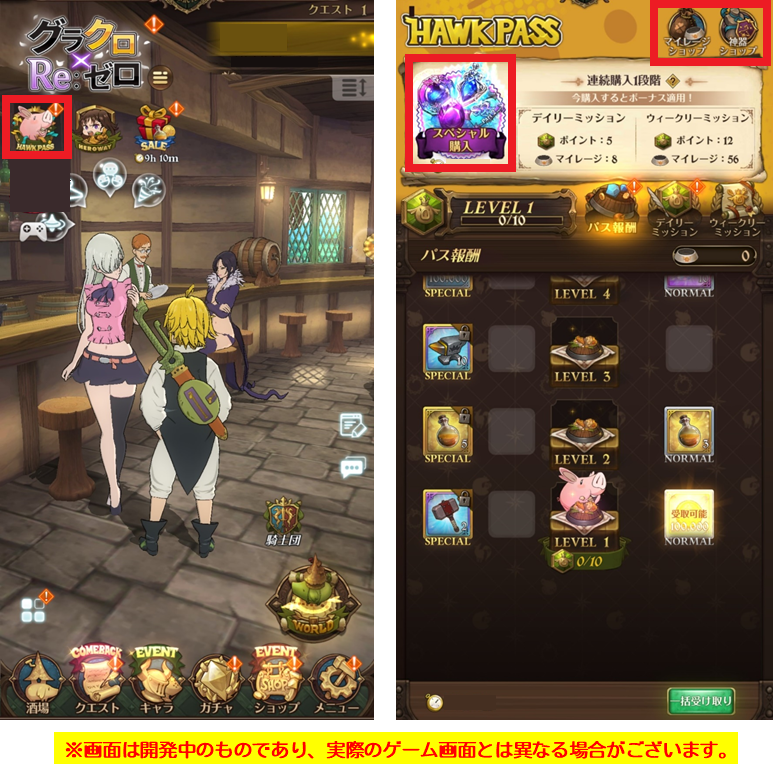 クエスト 1
グラクロ
×
Re:ゼロ
HAWK PASS
HEROWAY
SALE
9h 10m
騎士団
WORLD
COMEBACK
EVENT
EVENT
SHOP
酒場
クエスト
キャラ
ガチャ
ショップ
メニュー
HAWK PASS
マイレージ
ショップ
神器
ショップ
スペシャル
購入
連続購入1段階
?
今購入するとボーナス適用！
デイリーミッション
ポイント：5
マイレージ：8
ウィークリーミッション
ポイント：12
マイレージ：56
LEVEL 1
0/10
パス報酬
デイリー
ミッション
ウィークリー
ミッション
パス報酬
0
SPECIAL
LEVEL 4
NORMAL
SPECIAL
LEVEL 3
5
SPECIAL
LEVEL 2
3
NORMAL
2
SPECIAL
LEVEL 1
受取可能
NORMAL
0/10
一括受け取り
※画面は開発中のものであり、実際のゲーム画面とは異なる場合がございます。